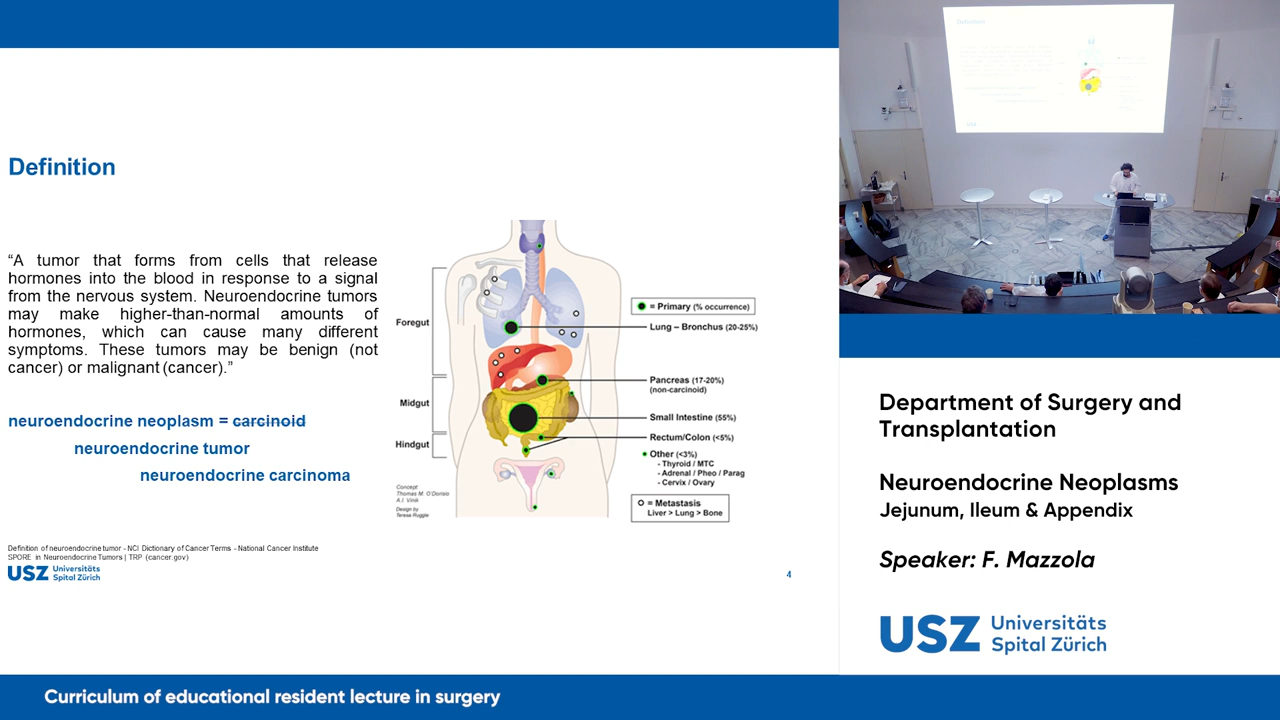 Definition
“A tumor that forms from cells that release
hormones into the blood in response to a signal
from the nervous system. Neuroendocrine tumors
may make higher-than-normal amounts of
hormones, which can cause many different
symptoms. These tumors may be benign (not
cancer) or malignant (cancer).”
neuroendocrine neoplasm = carcinoid
neuroendocrine tumor
neuroendocrine carcinoma
Foregut
Midgut
Hindgut
= Primary (% occurrence)
Lung – Bronchus (20-25%)
Pancreas (17-20%)
(non-carcinoid)
Small Intestine (55%)
Rectum/Colon (<5%)
Other (<3%)
- Thyroid / MTC
- Adrenal / Pheo / Parag
- Cervix / Ovary
= Metastasis
Liver > Lung > Bone
Concept:
Thomas M. O'Dorisio
A.I. Vinik
Design by
Teresa Ruggle
Definition of neuroendocrine tumor - NCI Dictionary of Cancer Terms - National Cancer Institute
SPORE in Neuroendocrine Tumors | TRP (cancer.gov)
USZ Universitäts
Spital Zürich
4
Definition
USZ
Department of Surgery and
Transplantation
Neuroendocrine Neoplasms
Jejunum, Ileum & Appendix
Speaker: F. Mazzola
USZ Universitäts
Spital Zürich
Curriculum of educational resident lecture in surgery